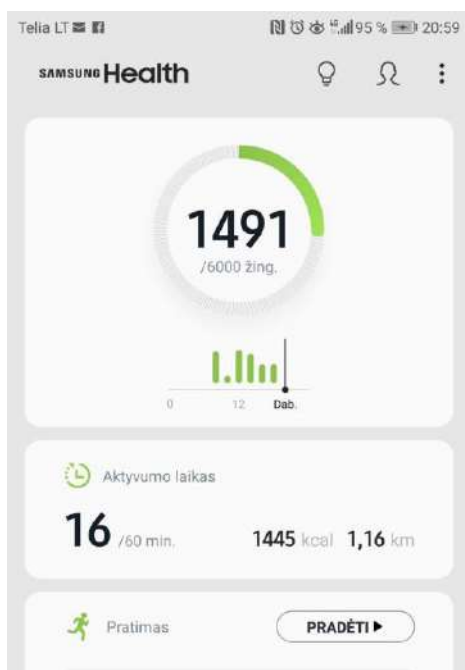 Telia LT 95 % 20:59
SAMSUNG Health
1491
/6000 žing.
0 12 Dab.
Aktyvumo laikas
16 /60 min. 1445 kcal 1,16 km
Pratimas PRADĖTI